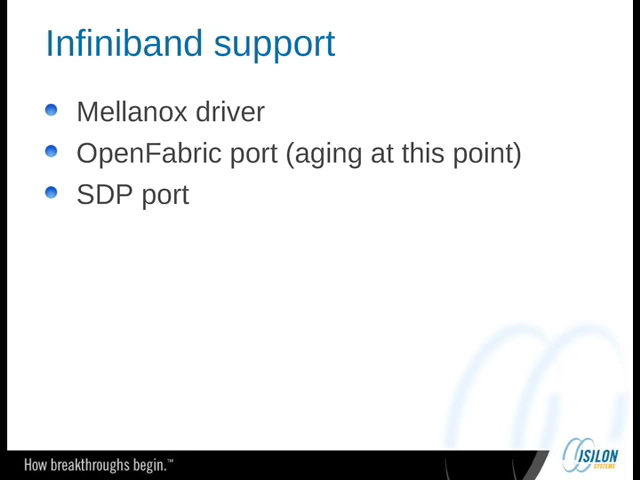 Infiniband support
Mellanox driver
OpenFabric port (aging at this point)
SDP port
How breakthroughs begin.™
ISILON
SYSTEMS